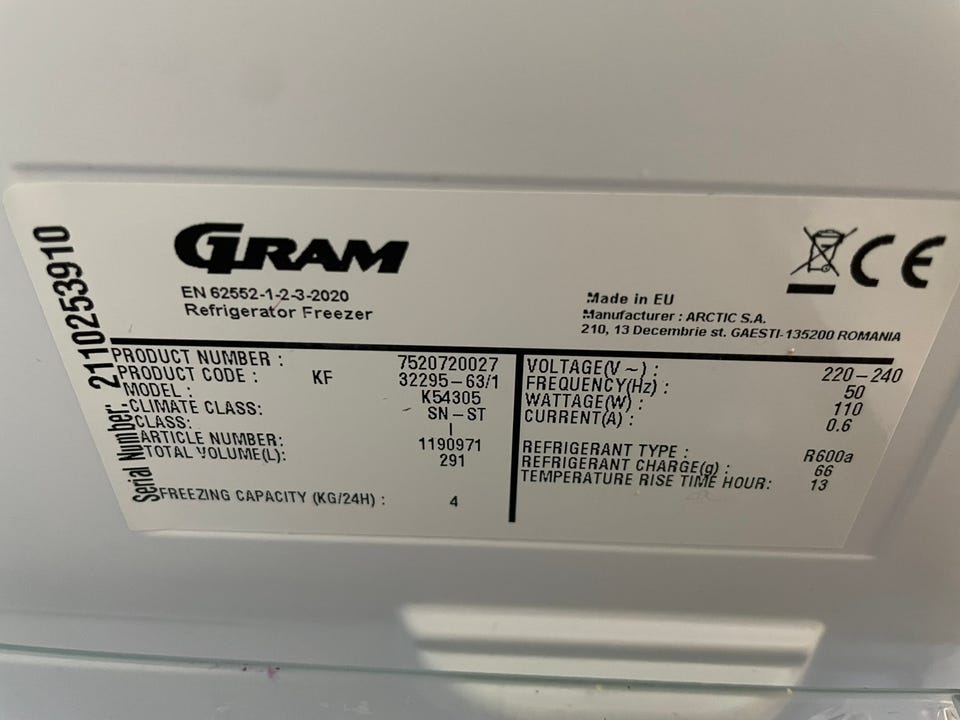 GRAM
EN 62552-1-2-3-2020
Refrigerator Freezer
Made in EU
Manufacturer : ARCTIC S.A.
210, 13 Decembrie st. GAESTI-135200 ROMANIA
CE
Serial Number: 2110253910
PRODUCT NUMBER : 7520720027
PRODUCT CODE : KF 32295-63/1
MODEL : K54305
CLIMATE CLASS: SN-ST
CLASS: I
ARTICLE NUMBER: 1190971
TOTAL VOLUME(L): 291
FREEZING CAPACITY (KG/24H) : 4
VOLTAGE(V ~) : 220-240
FREQUENCY(Hz) : 50
WATTAGE(W) : 110
CURRENT(A) : 0.6
REFRIGERANT TYPE : R600a
REFRIGERANT CHARGE(g) : 66
TEMPERATURE RISE TIME HOUR: 13